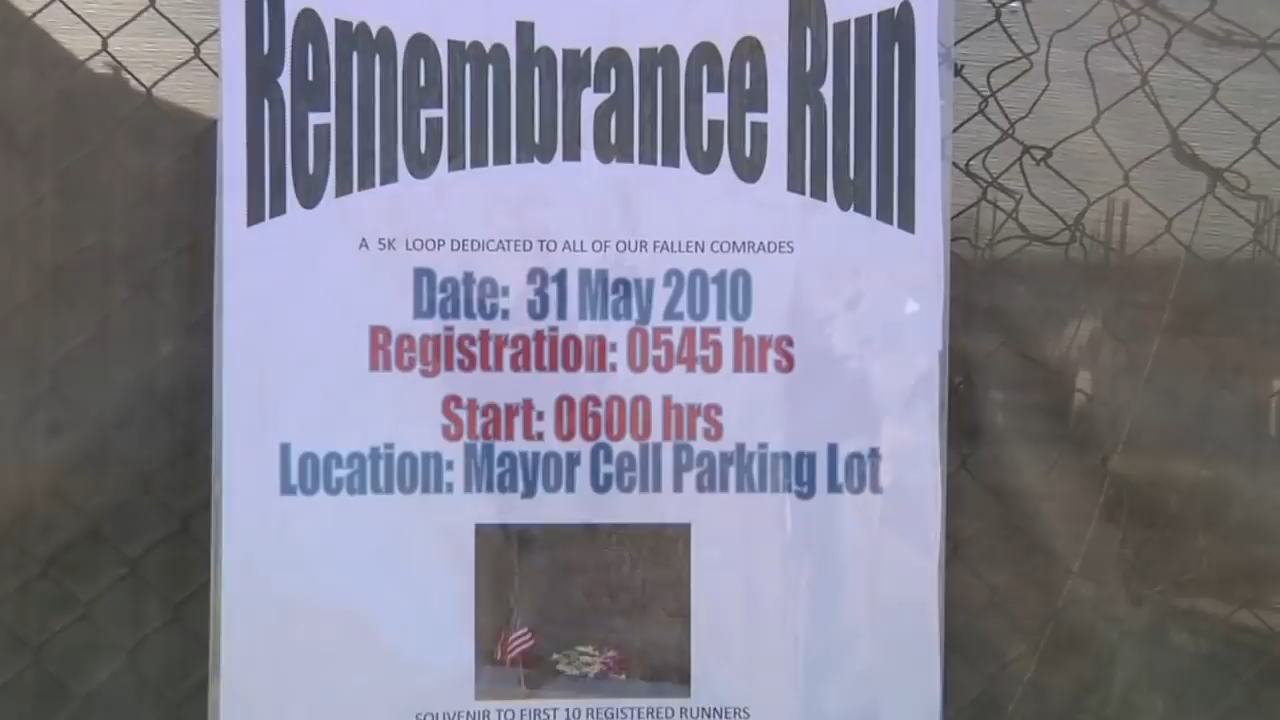 Remembrance Run
A 5K LOOP DEDICATED TO ALL OF OUR FALLEN COMRADES
Date: 31 May 2010
Registration: 0545 hrs
Start: 0600 hrs
Location: Mayor Cell Parking Lot
SOUVENIR TO FIRST 10 REGISTERED RUNNERS